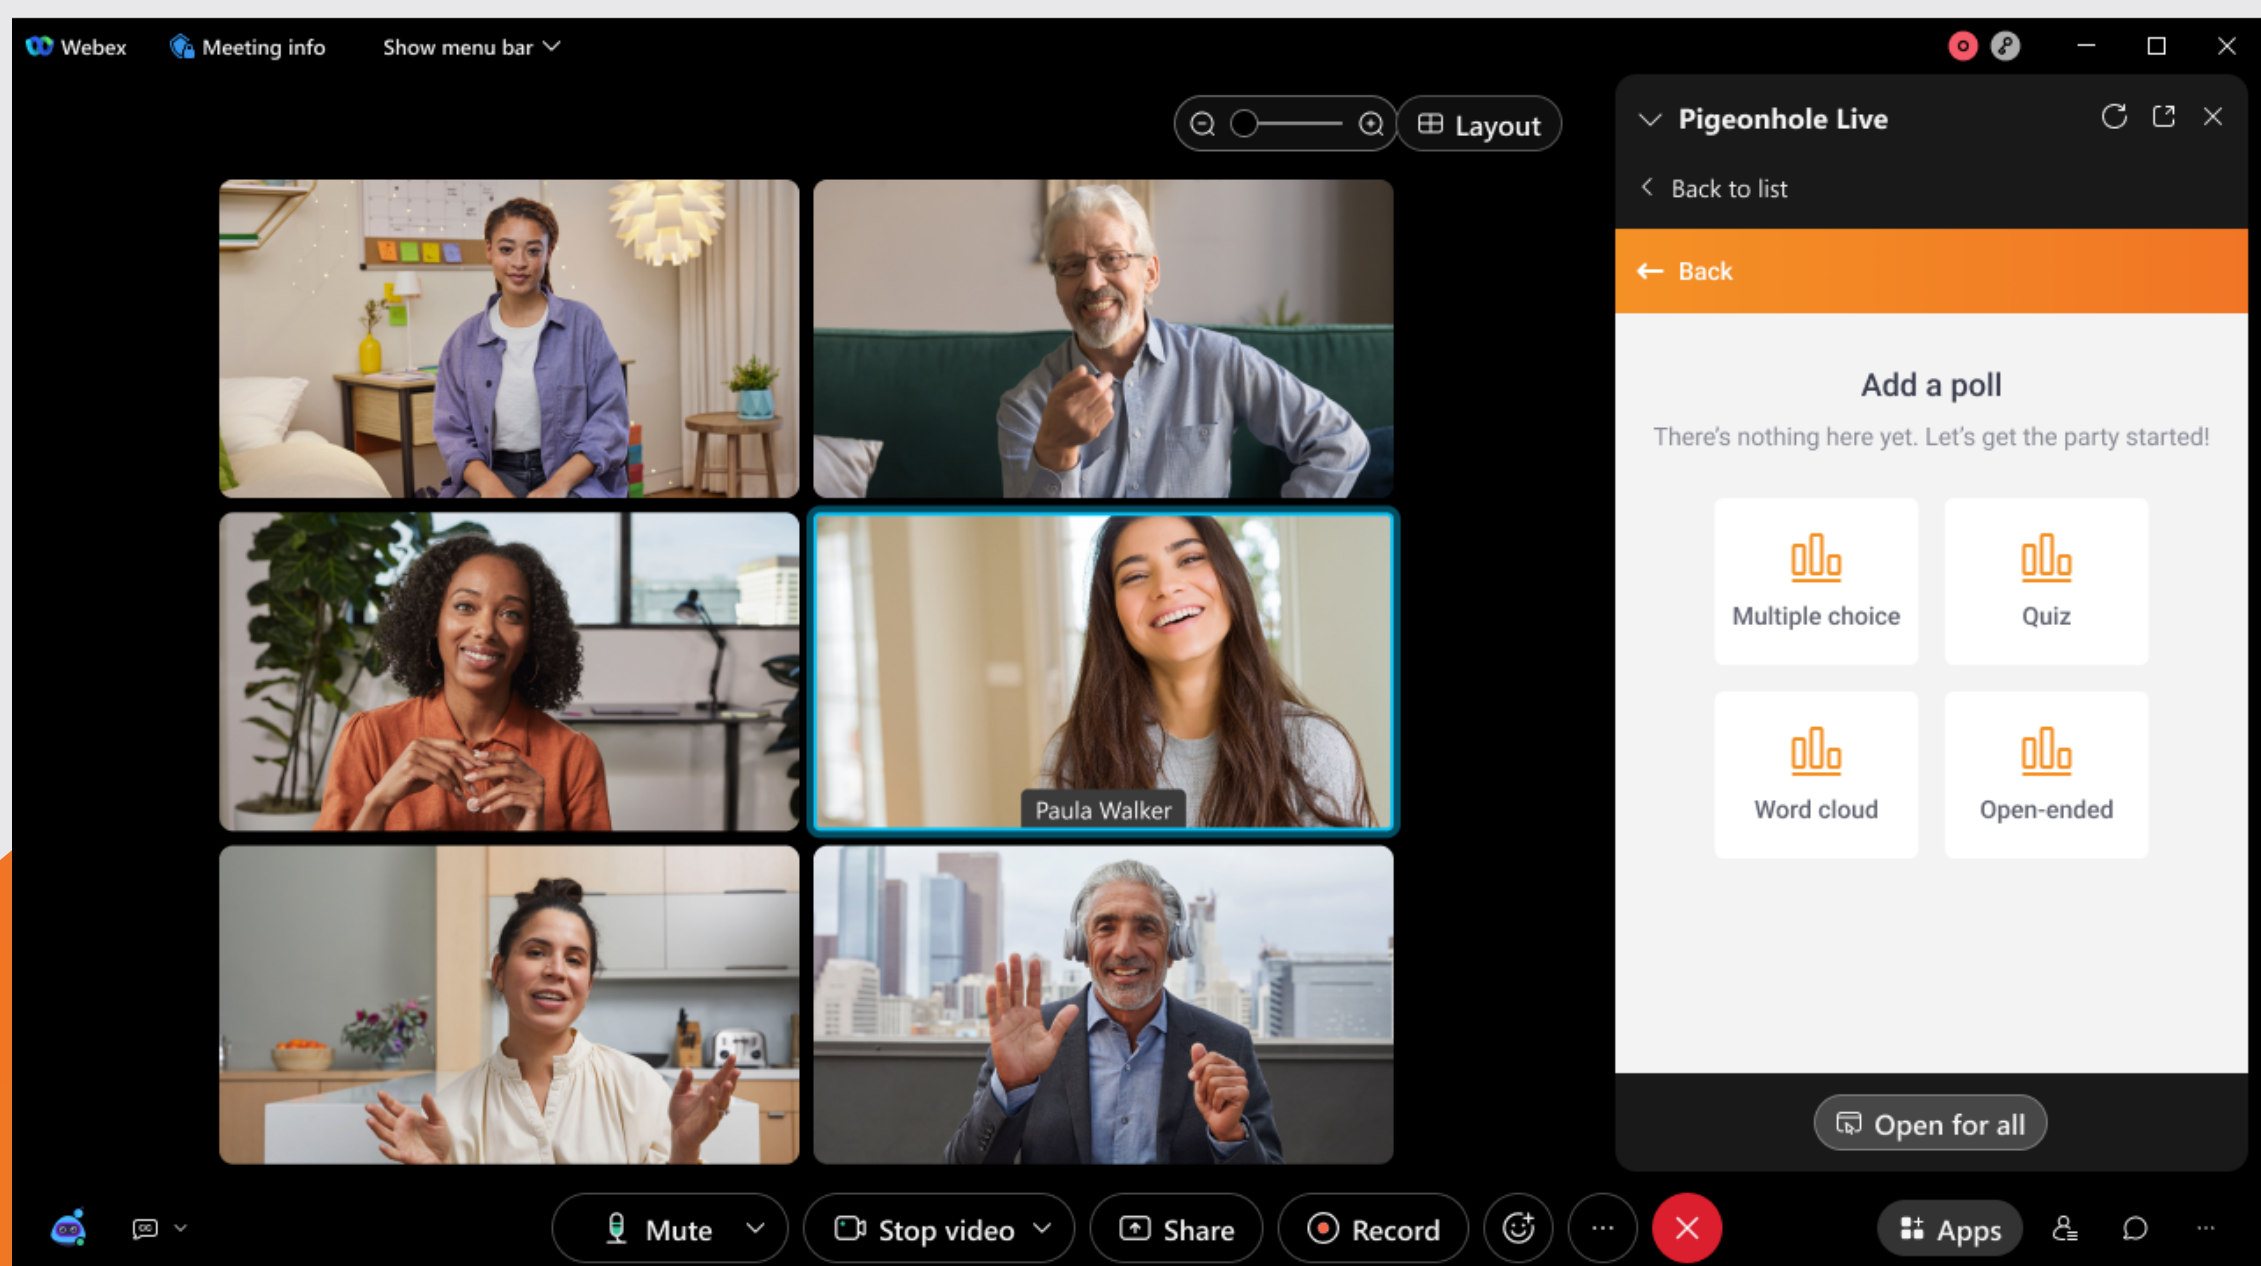 Webex
Meeting info
Show menu bar
Layout
Pigeonhole Live
Back to list
Back
Add a poll
There's nothing here yet. Let's get the party started!
Multiple choice
Quiz
Word cloud
Open-ended
Paula Walker
Open for all
Mute
Stop video
Share
Record
Apps